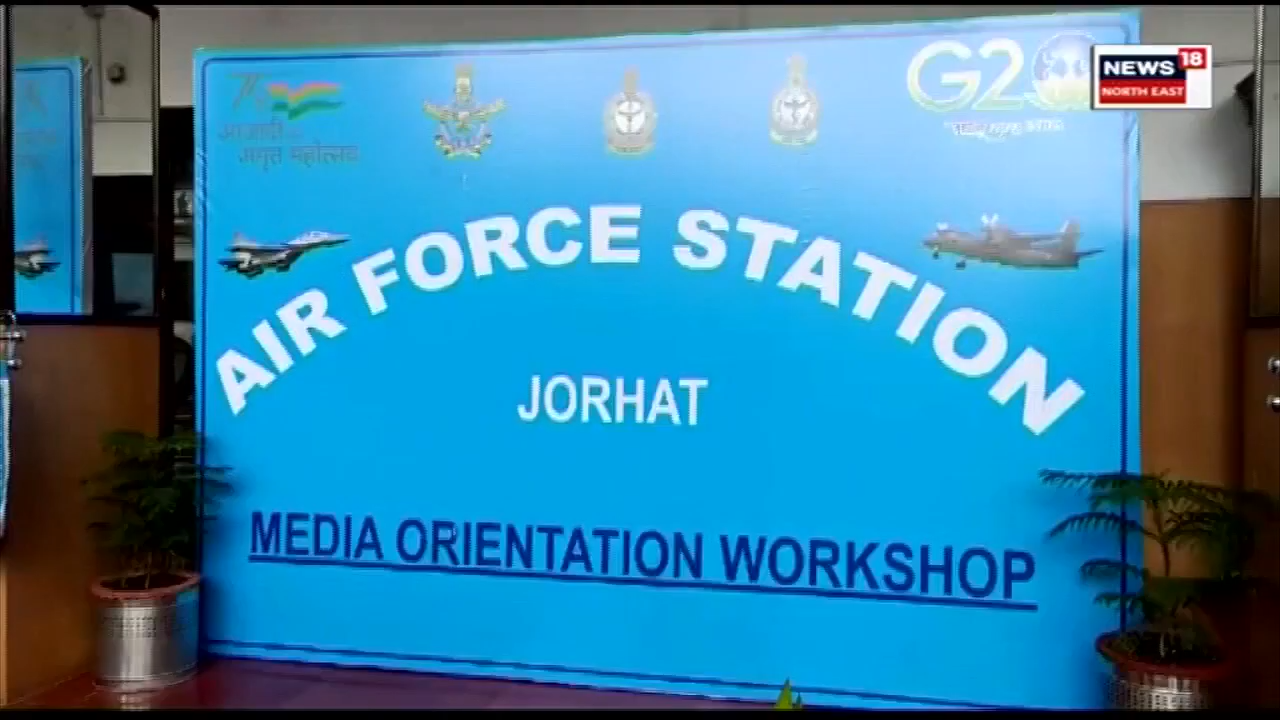 G20
NEWS 18
NORTH EAST
आज़ादी का
अमृत महोत्सव
AIR FORCE STATION
JORHAT
MEDIA ORIENTATION WORKSHOP